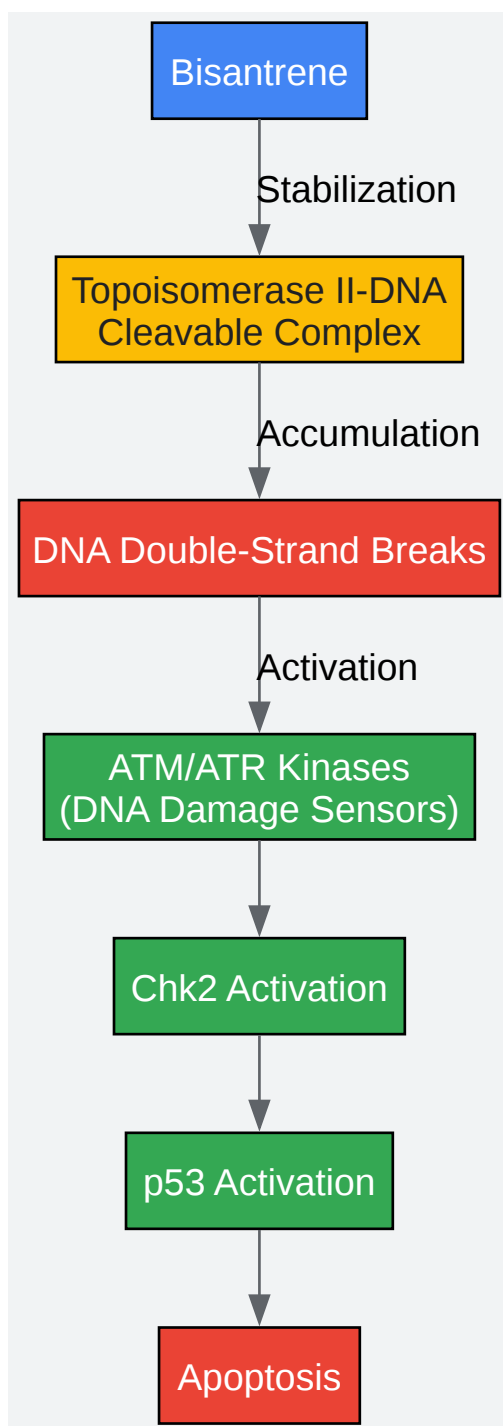 Bisantrene
Stabilization
Topoisomerase II-DNA
Cleavable Complex
Accumulation
DNA Double-Strand Breaks
Activation
ATM/ATR Kinases
(DNA Damage Sensors)
Chk2 Activation
p53 Activation
Apoptosis